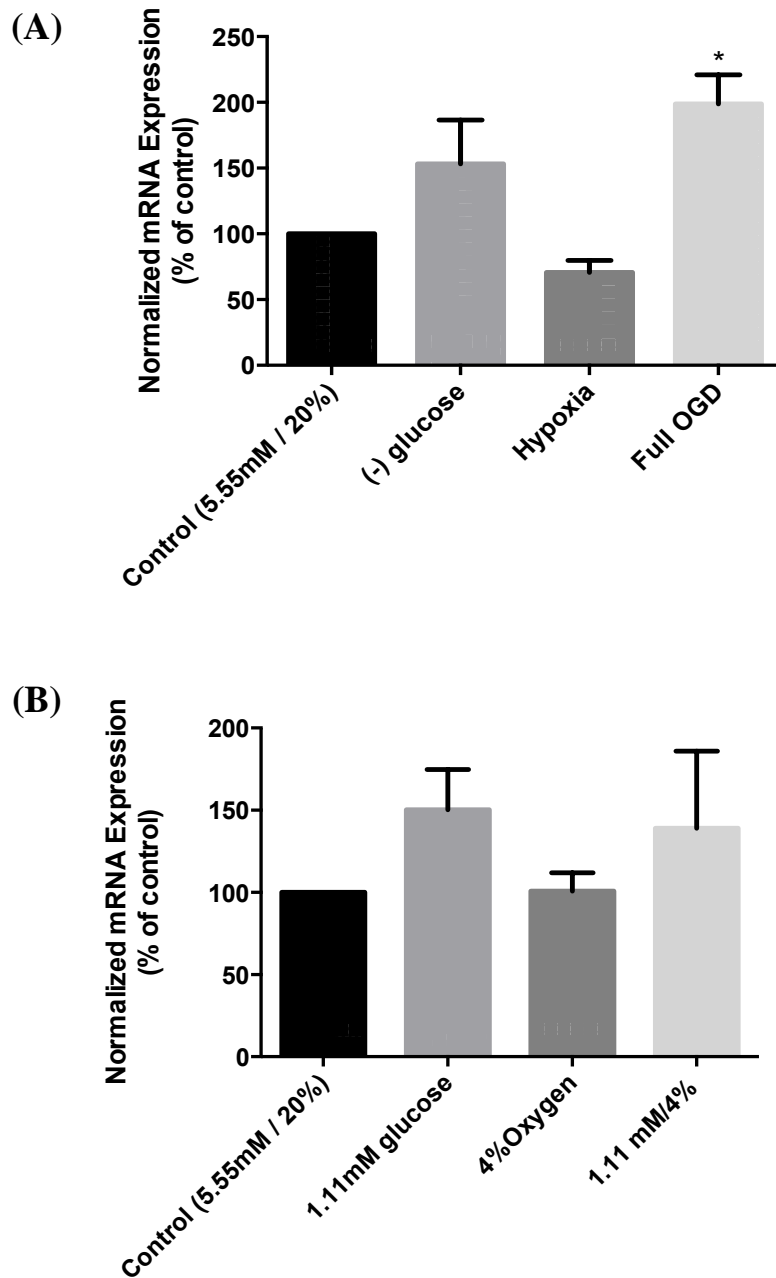 (A)
Normalized mRNA Expression
(% of control)
250
200
150
100
50
0
*
Control (5.55mM / 20%)
(-) glucose
Hypoxia
Full OGD
(B)
Normalized mRNA Expression
(% of control)
200
150
100
50
0
Control (5.55mM / 20%)
1.11mM glucose
4%Oxygen
1.11 mM/4%